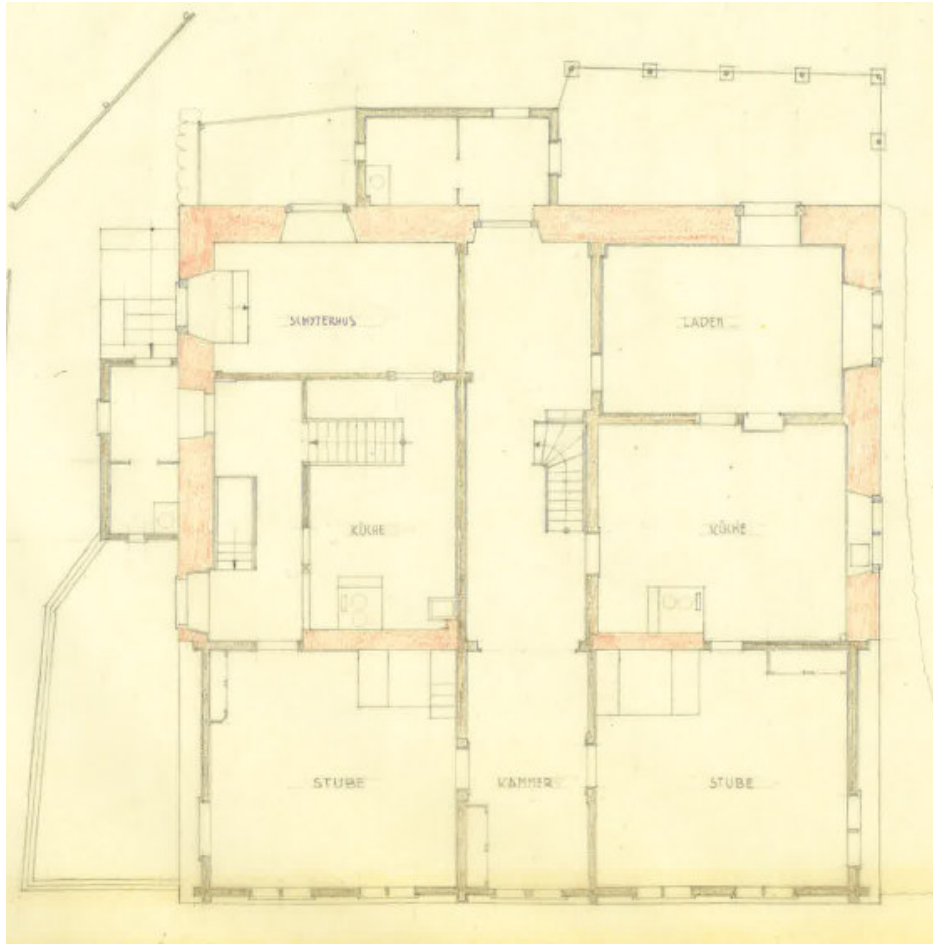 SCHYTERHUS
LADEN
KÜCHE
KÜCHE
STUBE
KAMMER
STUBE